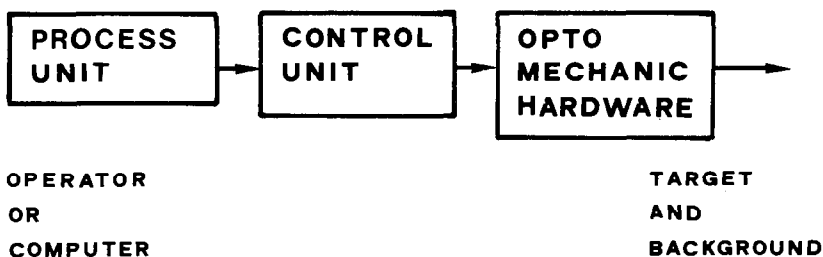 PROCESS
UNIT
CONTROL
UNIT
OPTO
MECHANIC
HARDWARE
OPERATOR
OR
COMPUTER
TARGET
AND
BACKGROUND